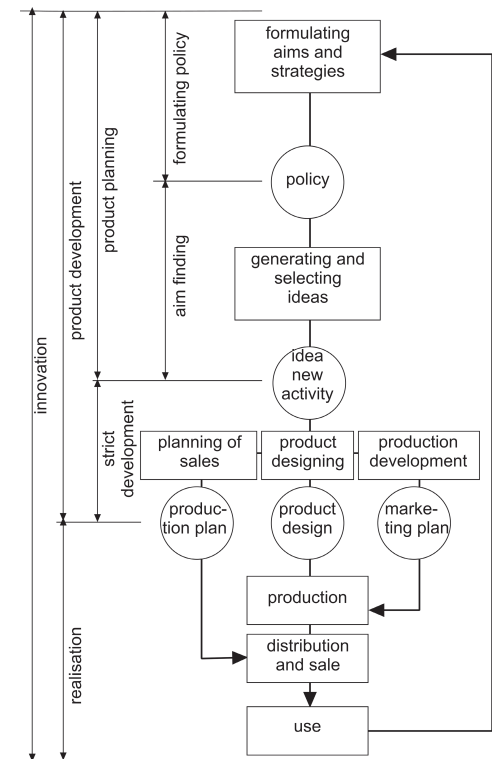 formulating
aims and
strategies
formulating policy
policy
product planning
product development
generating and
selecting
ideas
aim finding
innovation
idea
new
activity
strict
development
planning of
sales
product
designing
production
development
produc-
tion plan
product
design
marke-
ting plan
production
distribution
and sale
realisation
use